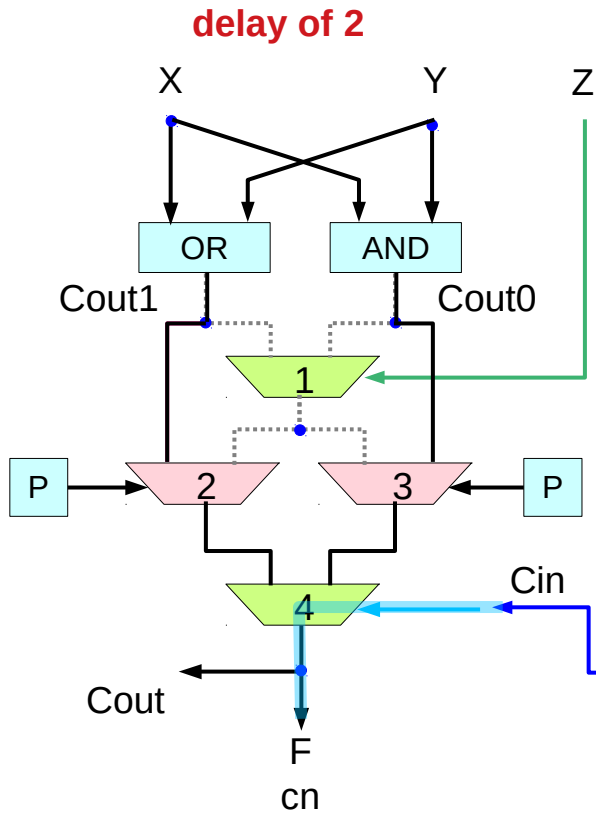 delay of 2
X Y Z
OR AND
Cout1 Cout0
1
P 2 3 P
Cin
4
Cout
F
cn